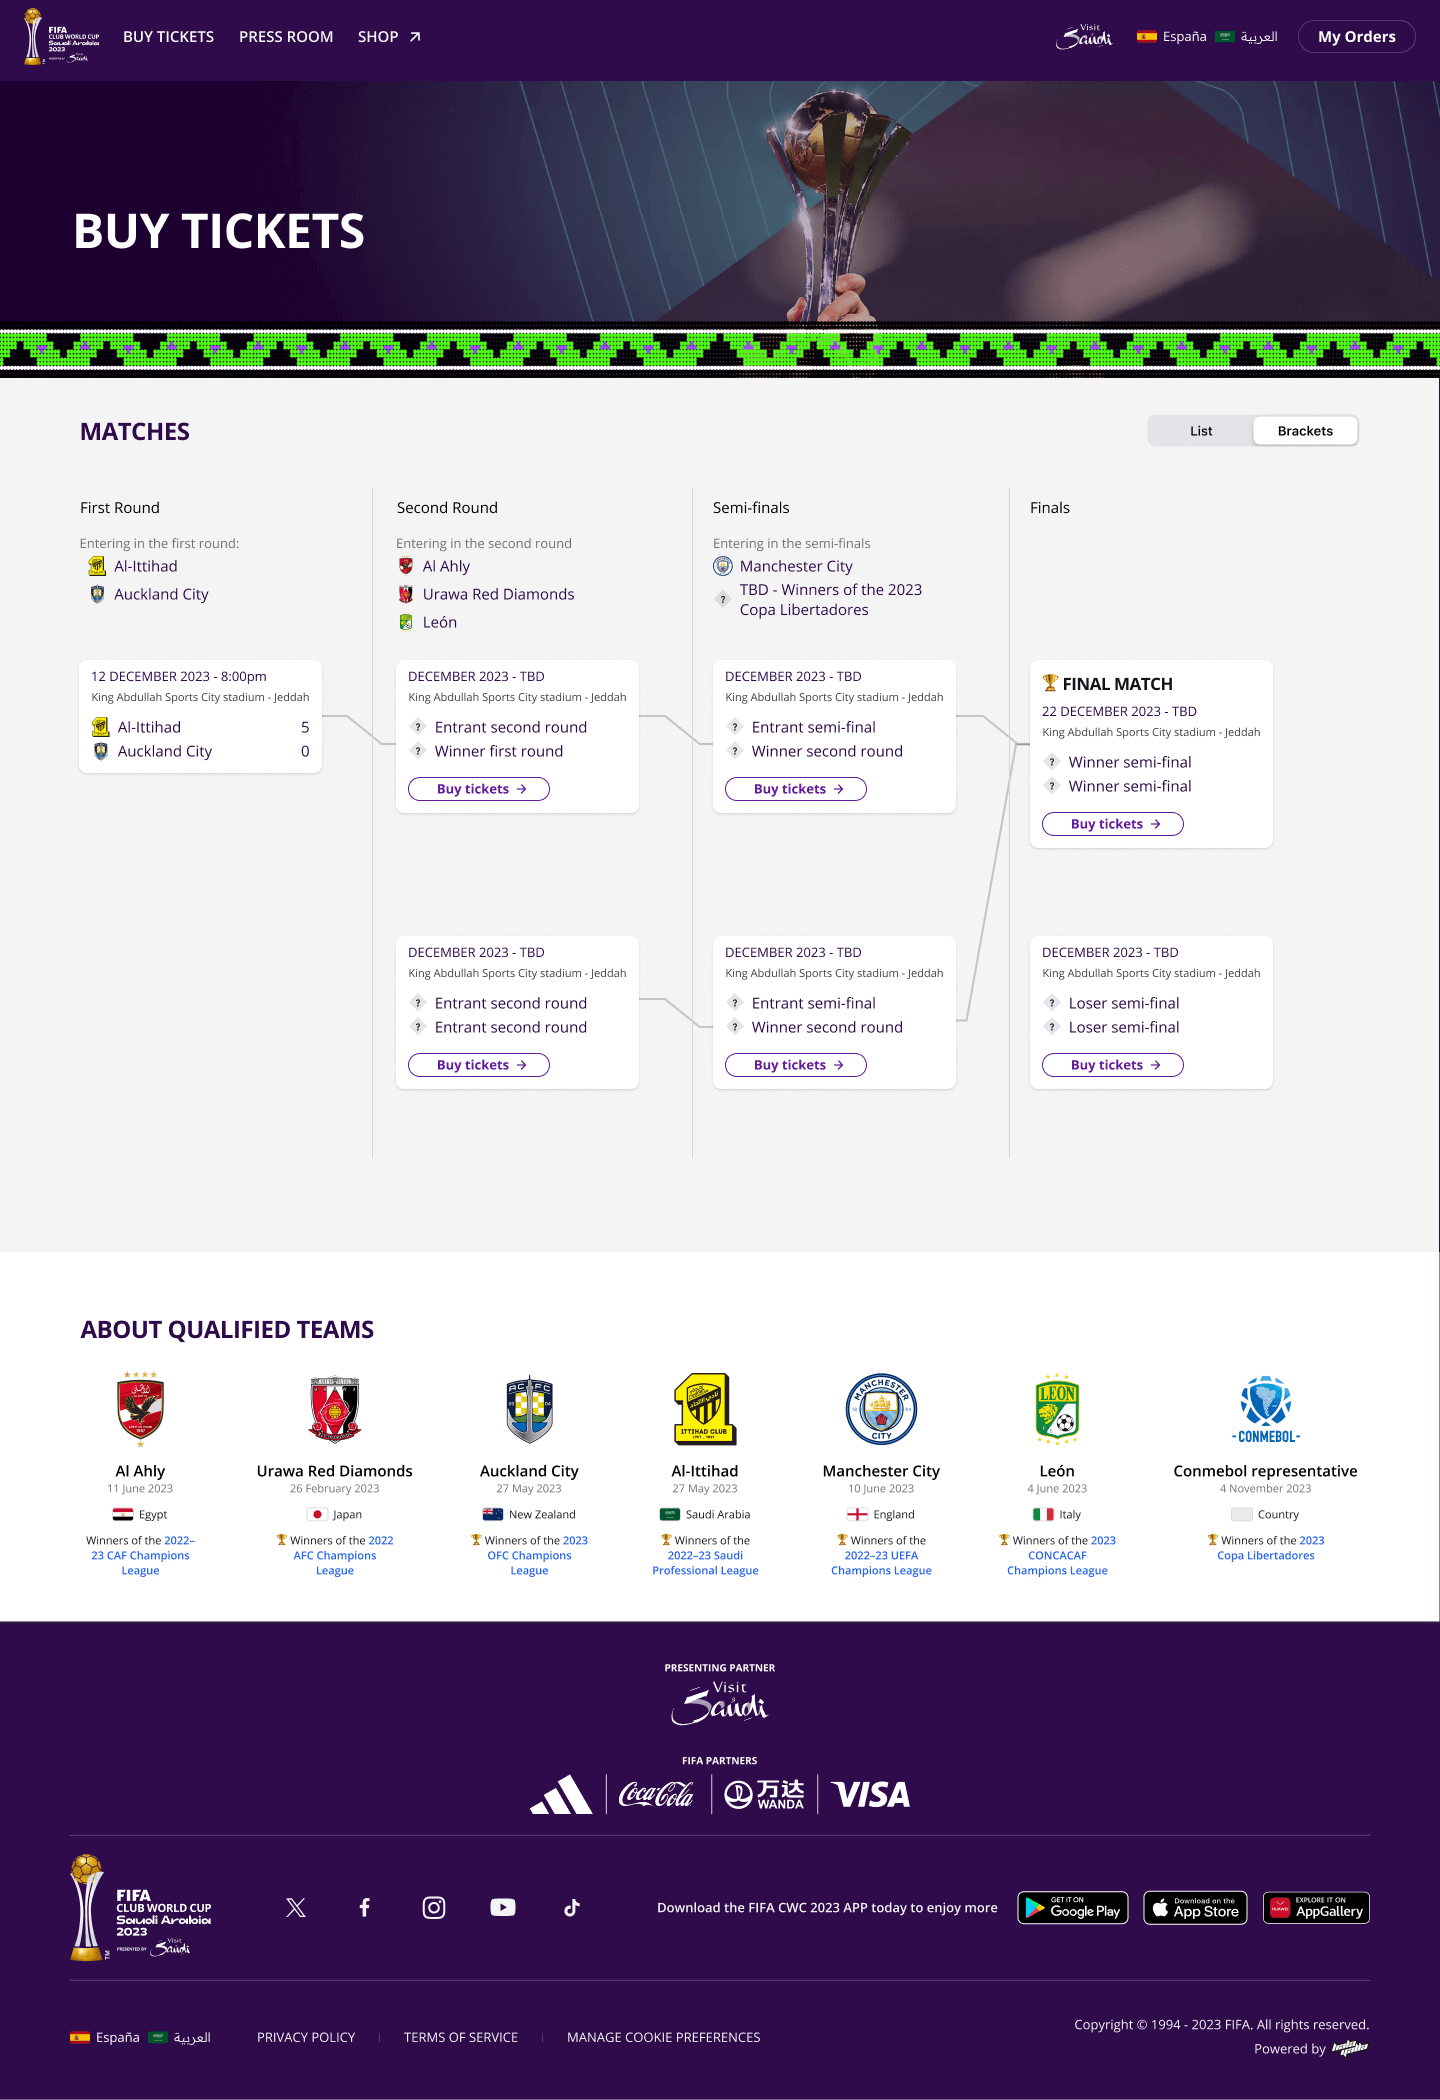 FIFA
CLUB WORLD CUP
Saudi Arabia
2023
PRESENTED BY Visit Saudi
BUY TICKETS
PRESS ROOM
SHOP
Visit Saudi
España
العربية
My Orders
BUY TICKETS
MATCHES
List
Brackets
First Round
Entering in the first round:
Al-Ittihad
Auckland City
Second Round
Entering in the second round
Al Ahly
Urawa Red Diamonds
León
Semi-finals
Entering in the semi-finals
Manchester City
TBD - Winners of the 2023
Copa Libertadores
Finals
12 DECEMBER 2023 - 8:00pm
King Abdullah Sports City stadium - Jeddah
Al-Ittihad 5
Auckland City 0
DECEMBER 2023 - TBD
King Abdullah Sports City stadium - Jeddah
? Entrant second round
? Winner first round
Buy tickets
DECEMBER 2023 - TBD
King Abdullah Sports City stadium - Jeddah
? Entrant semi-final
? Winner second round
Buy tickets
FINAL MATCH
22 DECEMBER 2023 - TBD
King Abdullah Sports City stadium - Jeddah
? Winner semi-final
? Winner semi-final
Buy tickets
DECEMBER 2023 - TBD
King Abdullah Sports City stadium - Jeddah
? Entrant second round
? Entrant second round
Buy tickets
DECEMBER 2023 - TBD
King Abdullah Sports City stadium - Jeddah
? Entrant semi-final
? Winner second round
Buy tickets
DECEMBER 2023 - TBD
King Abdullah Sports City stadium - Jeddah
? Loser semi-final
? Loser semi-final
Buy tickets
ABOUT QUALIFIED TEAMS
Al Ahly
11 June 2023
Egypt
Winners of the 2022–
23 CAF Champions
League
Urawa Red Diamonds
26 February 2023
Japan
Winners of the 2022
AFC Champions
League
ACFC
Auckland City
27 May 2023
New Zealand
Winners of the 2023
OFC Champions
League
ITTIHAD CLUB
Al-Ittihad
27 May 2023
Saudi Arabia
Winners of the
2022–23 Saudi
Professional League
MANCHESTER
CITY
Manchester City
10 June 2023
England
Winners of the
2022–23 UEFA
Champions League
LEON
León
4 June 2023
Italy
Winners of the 2023
CONCACAF
Champions League
-CONMEBOL-
Conmebol representative
4 November 2023
Country
Winners of the 2023
Copa Libertadores
PRESENTING PARTNER
Visit
Saudi
FIFA PARTNERS
Coca-Cola
万达
WANDA
VISA
FIFA
CLUB WORLD CUP
Saudi Arabia
2023
PRESENTED BY Visit Saudi
TM
Download the FIFA CWC 2023 APP today to enjoy more
GET IT ON
Google Play
Download on the
App Store
HUAWEI
EXPLORE IT ON
AppGallery
España
العربية
PRIVACY POLICY
TERMS OF SERVICE
MANAGE COOKIE PREFERENCES
Copyright © 1994 - 2023 FIFA. All rights reserved.
Powered by halayalla